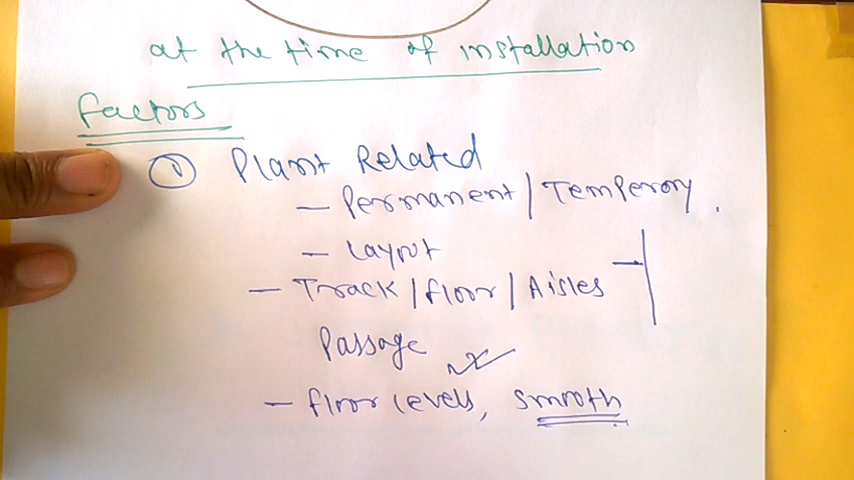 at the time of installation
Factors
① Plant Related
— Permanent / Temperory.
— Layout
— Track / floor / Aisles
Passage
— floor levels, smooth